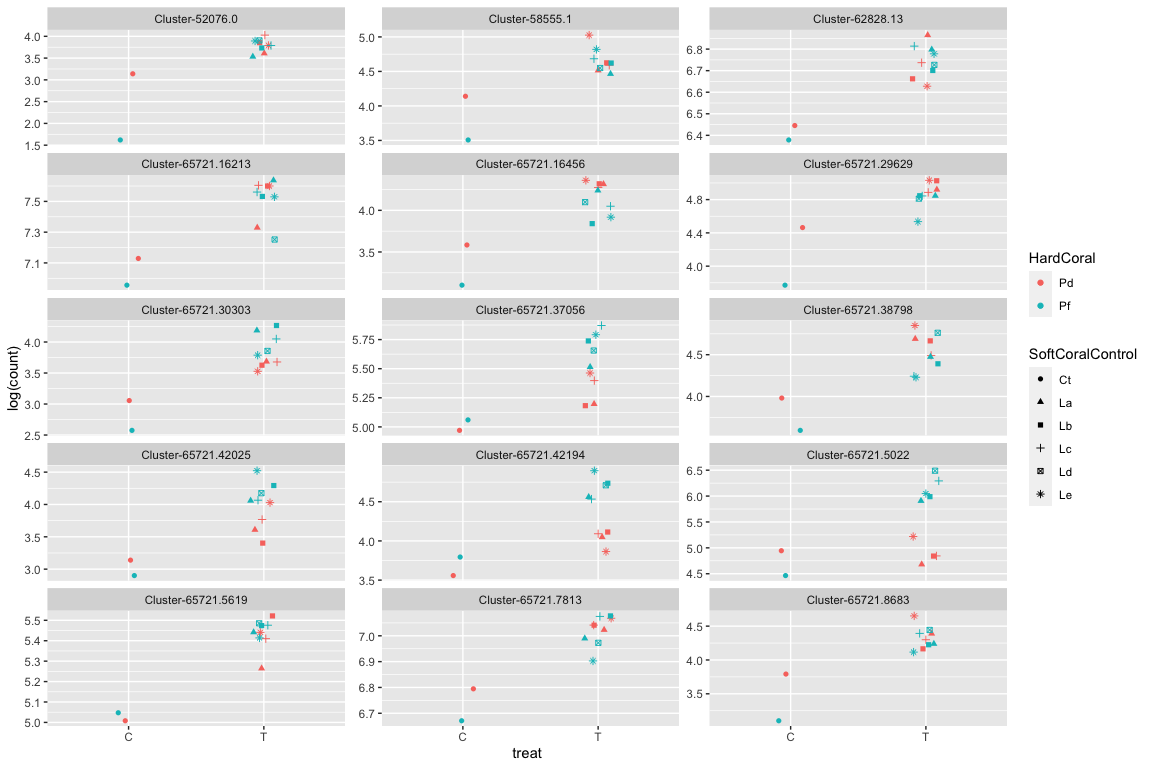 Cluster-52076.0
Cluster-58555.1
Cluster-62828.13
4.0
3.5
3.0
2.5
2.0
1.5
5.0
4.5
4.0
3.5
6.8
6.7
6.6
6.5
6.4
Cluster-65721.16213
Cluster-65721.16456
Cluster-65721.29629
7.5
7.3
7.1
4.0
3.5
4.8
4.4
4.0
Cluster-65721.30303
Cluster-65721.37056
Cluster-65721.38798
4.0
3.5
3.0
2.5
5.75
5.50
5.25
5.00
4.5
4.0
Cluster-65721.42025
Cluster-65721.42194
Cluster-65721.5022
4.5
4.0
3.5
3.0
4.5
4.0
3.5
6.5
6.0
5.5
5.0
4.5
Cluster-65721.5619
Cluster-65721.7813
Cluster-65721.8683
5.5
5.4
5.3
5.2
5.1
5.0
7.0
6.9
6.8
6.7
4.5
4.0
3.5
C
T
C
T
C
T
treat
log(count)
HardCoral
Pd
Pf
SoftCoralControl
Ct
La
Lb
Lc
Ld
Le